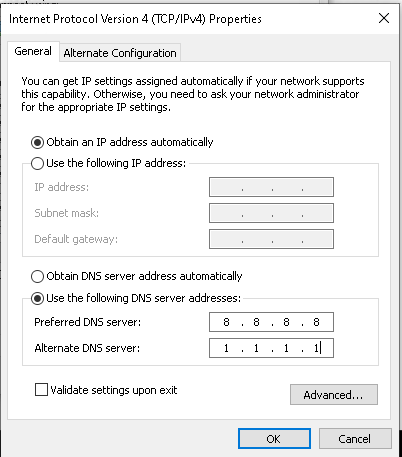 Internet Protocol Version 4 (TCP/IPv4) Properties
General
Alternate Configuration
You can get IP settings assigned automatically if your network supports
this capability. Otherwise, you need to ask your network administrator
for the appropriate IP settings.
Obtain an IP address automatically
Use the following IP address:
IP address:
. . .
Subnet mask:
. . .
Default gateway:
. . .
Obtain DNS server address automatically
Use the following DNS server addresses:
Preferred DNS server:
8 . 8 . 8 . 8
Alternate DNS server:
1 . 1 . 1 . 1
Validate settings upon exit
Advanced...
OK
Cancel